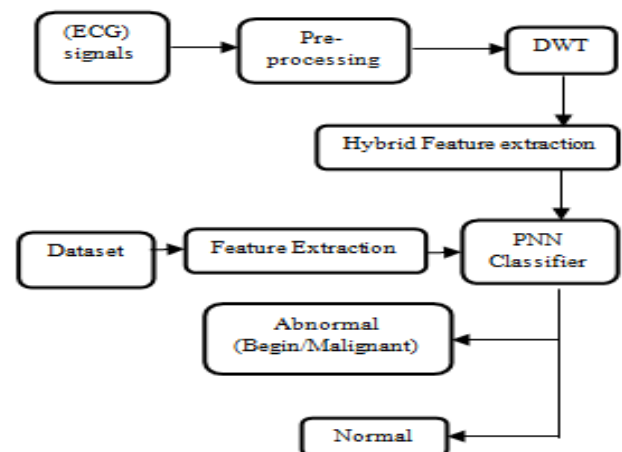 (ECG)
signals
Pre-
processing
DWT
Hybrid Feature extraction
Dataset
Feature Extraction
PNN
Classifier
Abnormal
(Begin/Malignant)
Normal